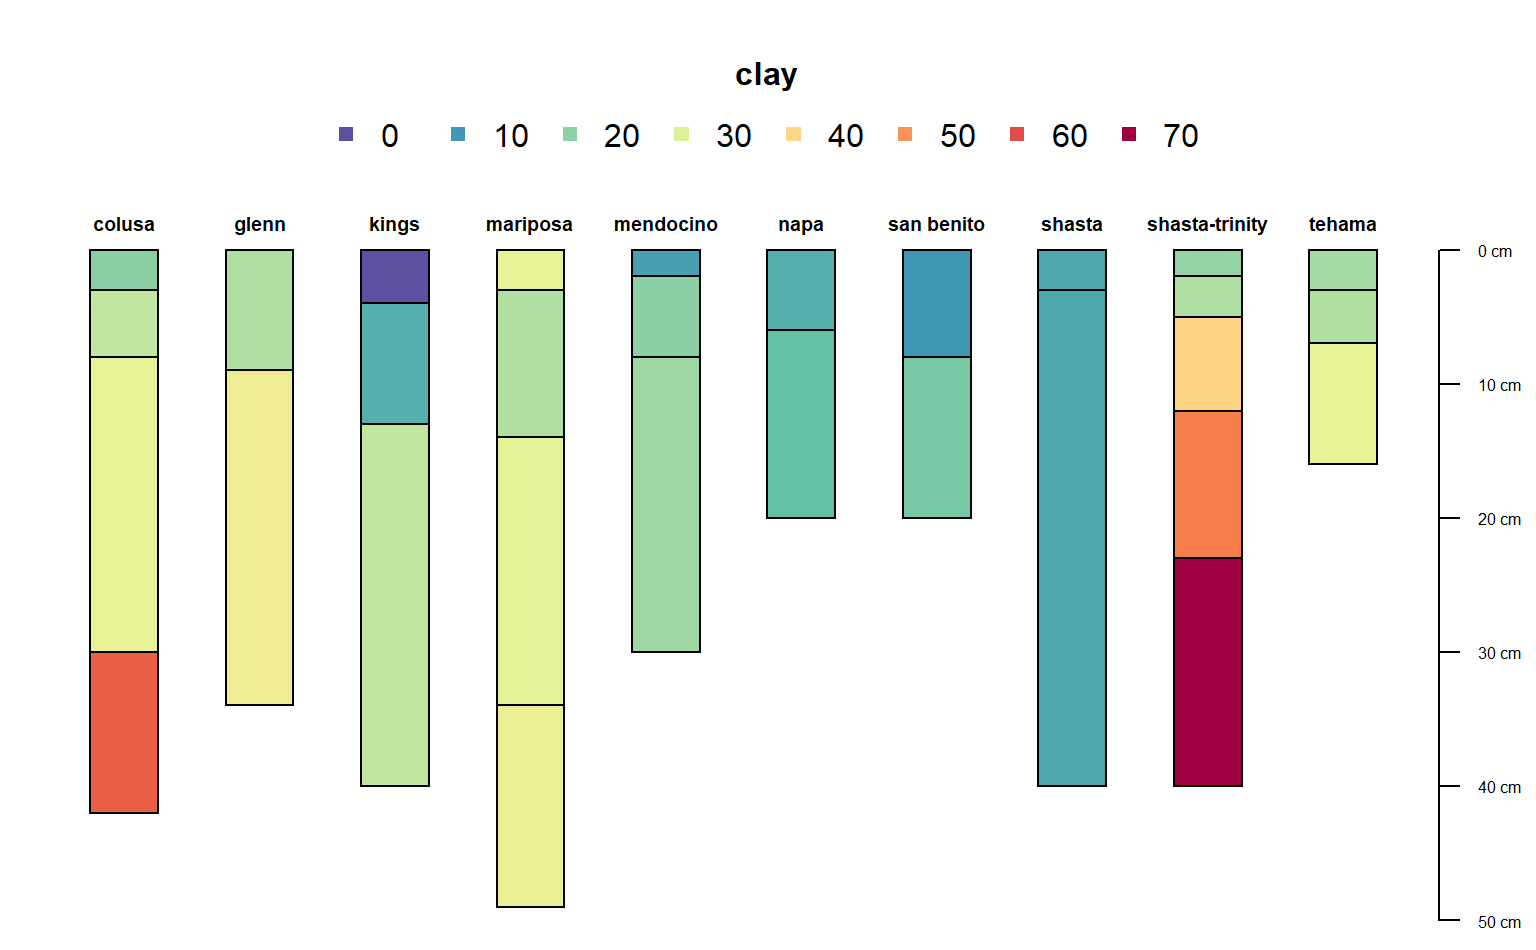 clay
0 10 20 30 40 50 60 70
colusa glenn kings mariposa mendocino napa san benito shasta shasta-trinity tehama
0 cm
10 cm
20 cm
30 cm
40 cm
50 cm